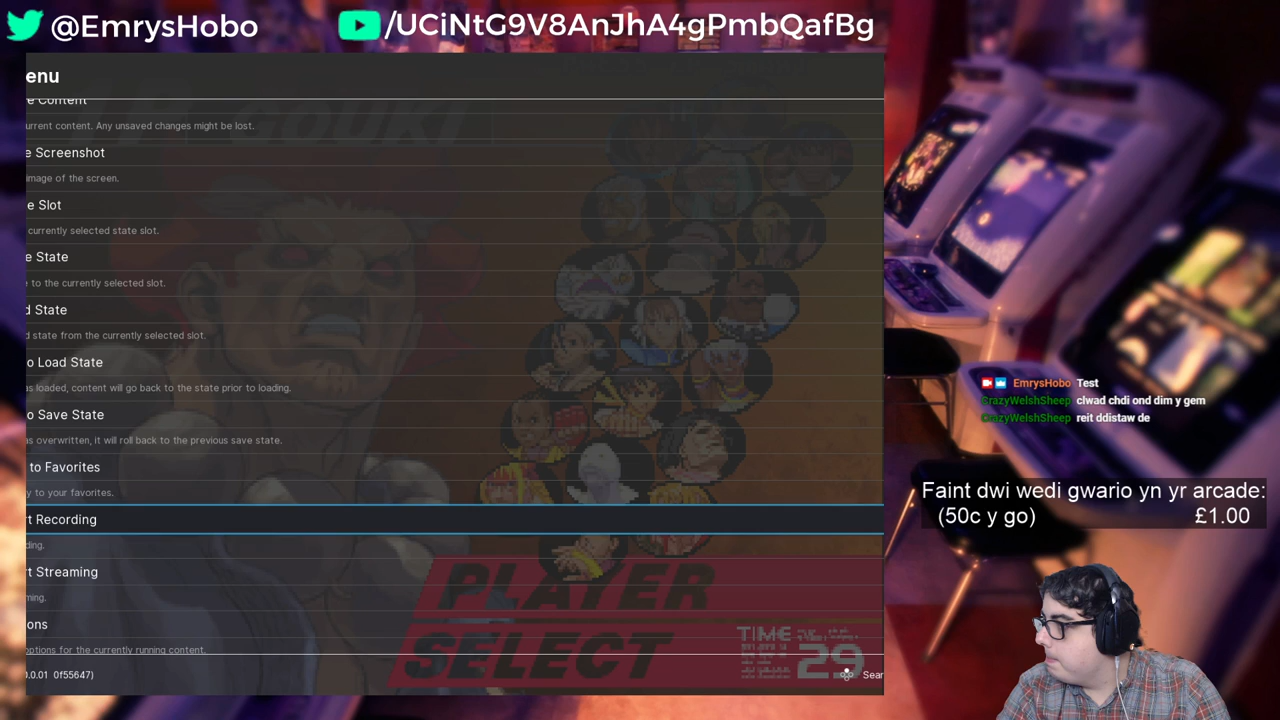 @EmrysHobo
/UCiNtG9V8AnJhA4gPmbQafBg
enu
e Content
urrent content. Any unsaved changes might be lost.
e Screenshot
image of the screen.
e Slot
currently selected state slot.
e State
e to the currently selected slot.
d State
d state from the currently selected slot.
o Load State
as loaded, content will go back to the state prior to loading.
o Save State
as overwritten, it will roll back to the previous save state.
to Favorites
y to your favorites.
rt Recording
ding.
rt Streaming
ming.
ons
options for the currently running content.
0.0.01 0f55647)
Sear
GOUKI
PLAYER
SELECT
TIME
29
EmrysHobo Test
CrazyWelshSheep clwad chdi ond dim y gem
CrazyWelshSheep reit ddistaw de
Faint dwi wedi gwario yn yr arcade:
(50c y go) £1.00